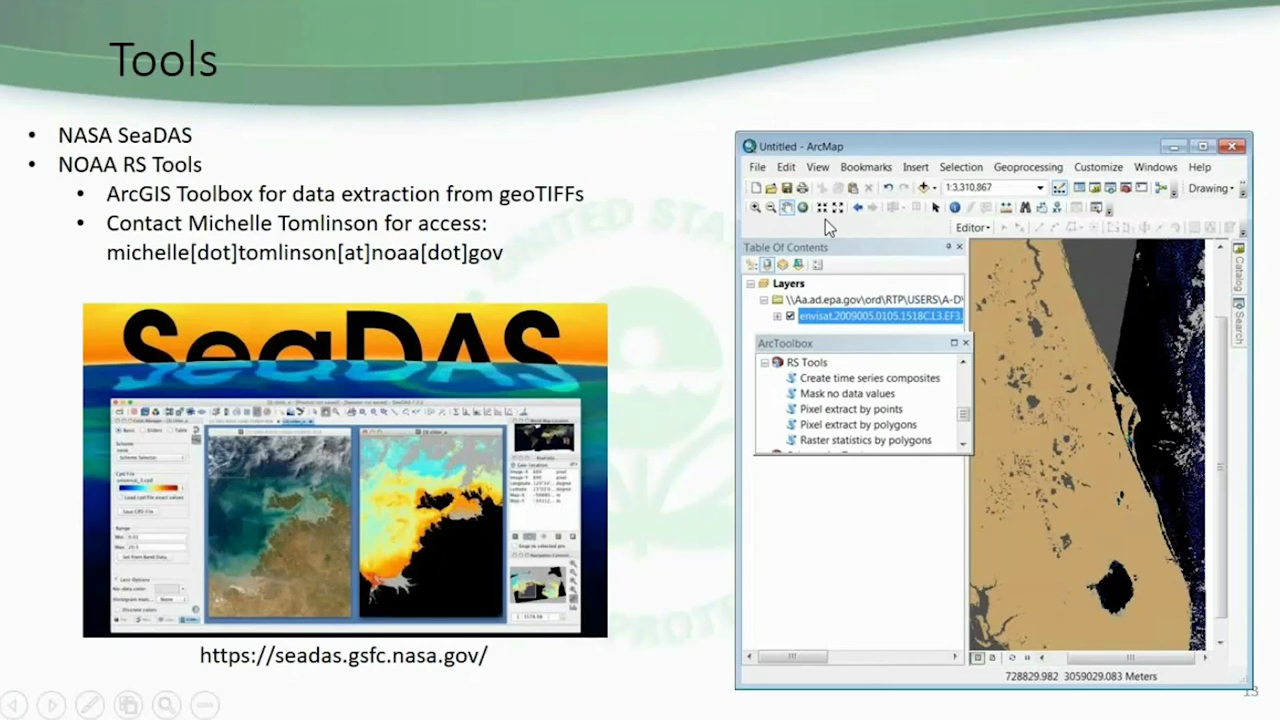 Tools
• NASA SeaDAS
• NOAA RS Tools
• ArcGIS Toolbox for data extraction from geoTIFFs
• Contact Michelle Tomlinson for access:
michelle[dot]tomlinson[at]noaa[dot]gov
SeaDAS
https://seadas.gsfc.nasa.gov/
Untitled - ArcMap
File Edit View Bookmarks Insert Selection Geoprocessing Customize Windows Help
1:3,310,867
Drawing
Editor
Table Of Contents
Layers
\\Aa.ad.epa.gov\ord\RTP\USERS\A-D\
envisat.2009005.0105.1518C.L3.EF3.
ArcToolbox
RS Tools
Create time series composites
Mask no data values
Pixel extract by points
Pixel extract by polygons
Raster statistics by polygons
Catalog
Search
728829.982 3059029.083 Meters
13
UNITED STA
PROTE